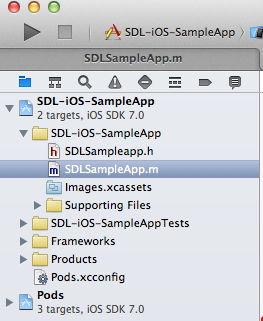 SDL-iOS-SampleApp
SDLSampleApp.m
SDL-iOS-SampleApp
2 targets, iOS SDK 7.0
SDL-iOS-SampleApp
h SDLSampleapp.h
m SDLSampleApp.m
Images.xcassets
Supporting Files
SDL-iOS-SampleAppTests
Frameworks
Products
Pods.xcconfig
Pods
3 targets, iOS SDK 7.0